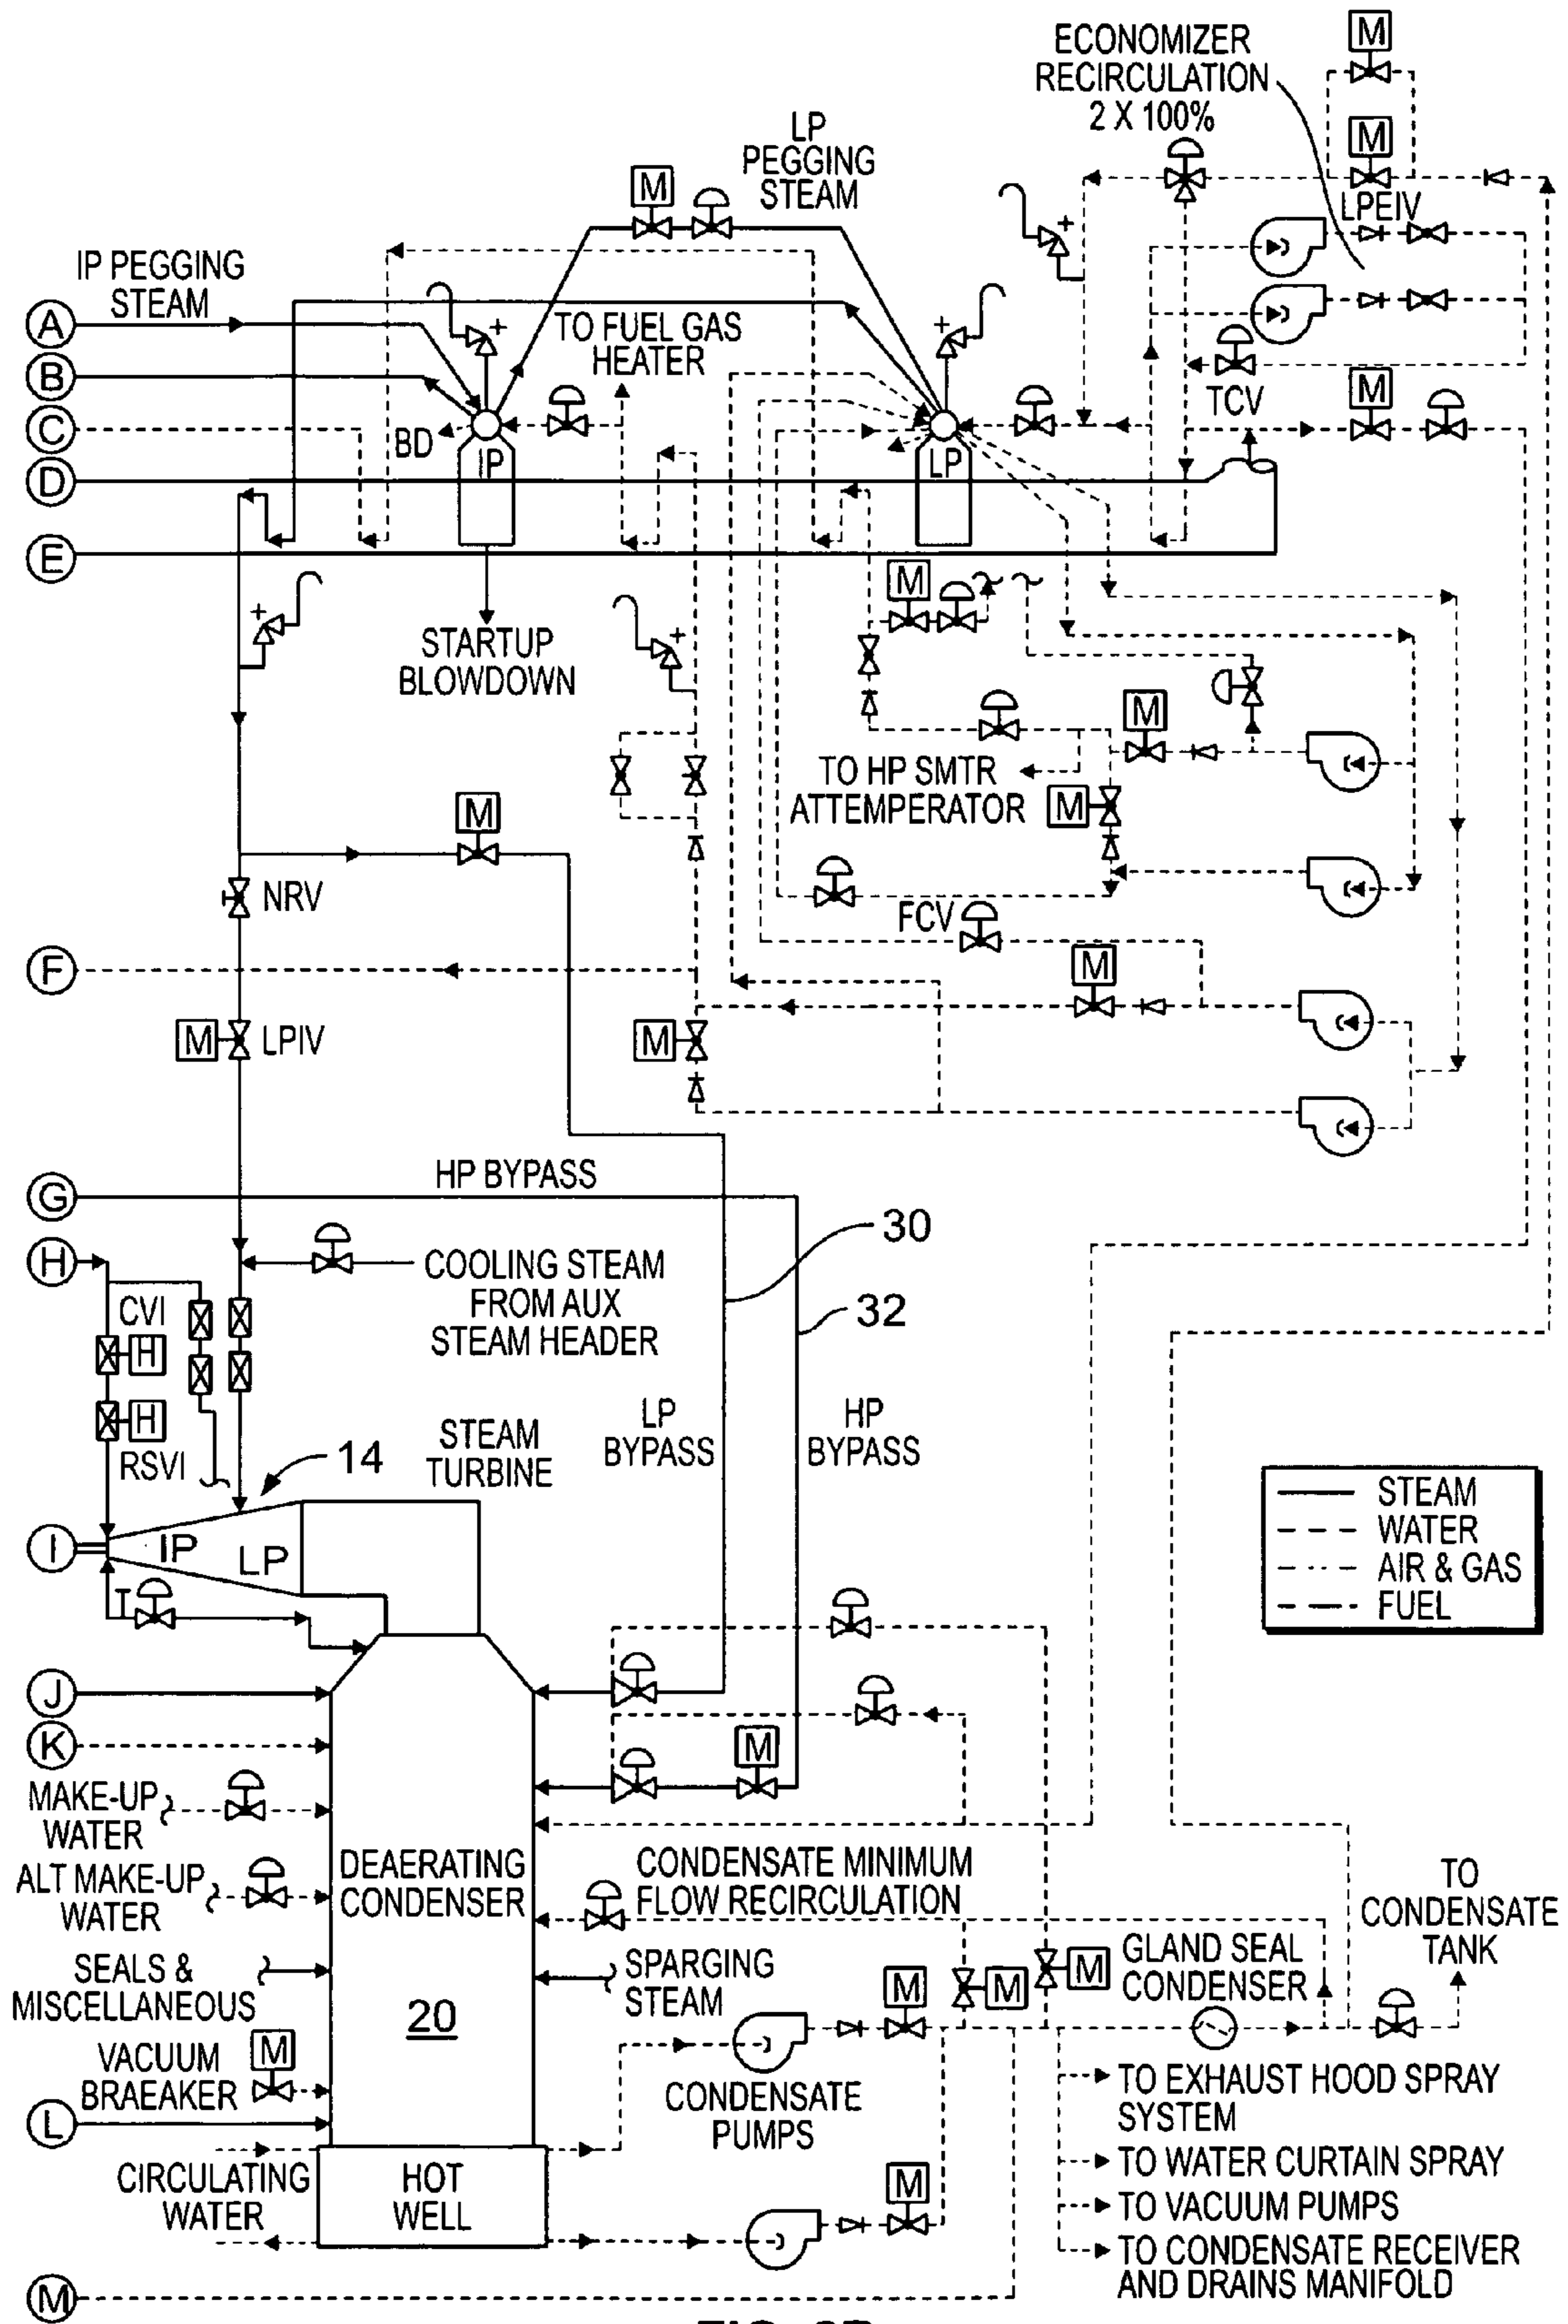 M
ECONOMIZER
RECIRCULATION
2 X 100%
M
LPEIV
LP
PEGGING
STEAM
M
IP PEGGING
STEAM
A
B
C
D
E
TO FUEL GAS
HEATER
+
+
+
BD
IP
LP
TCV
M
M
+
+
STARTUP
BLOWDOWN
M
TO HP SMTR
ATTEMPERATOR
M
M
NRV
FCV
F
M
M
LPIV
M
HP BYPASS
G
30
H
COOLING STEAM
FROM AUX
STEAM HEADER
32
CVI
H
H
RSVI
14
STEAM
TURBINE
LP
BYPASS
HP
BYPASS
STEAM
WATER
AIR & GAS
FUEL
I
IP
LP
T
J
K
M
MAKE-UP
WATER
ALT MAKE-UP
WATER
DEAERATING
CONDENSER
CONDENSATE MINIMUM
FLOW RECIRCULATION
TO
CONDENSATE
TANK
SEALS &
MISCELLANEOUS
SPARGING
STEAM
M
M
M
GLAND SEAL
CONDENSER
20
VACUUM
BRAEAKER
M
CONDENSATE
PUMPS
TO EXHAUST HOOD SPRAY
SYSTEM
L
CIRCULATING
WATER
HOT
WELL
M
TO WATER CURTAIN SPRAY
TO VACUUM PUMPS
TO CONDENSATE RECEIVER
AND DRAINS MANIFOLD
M